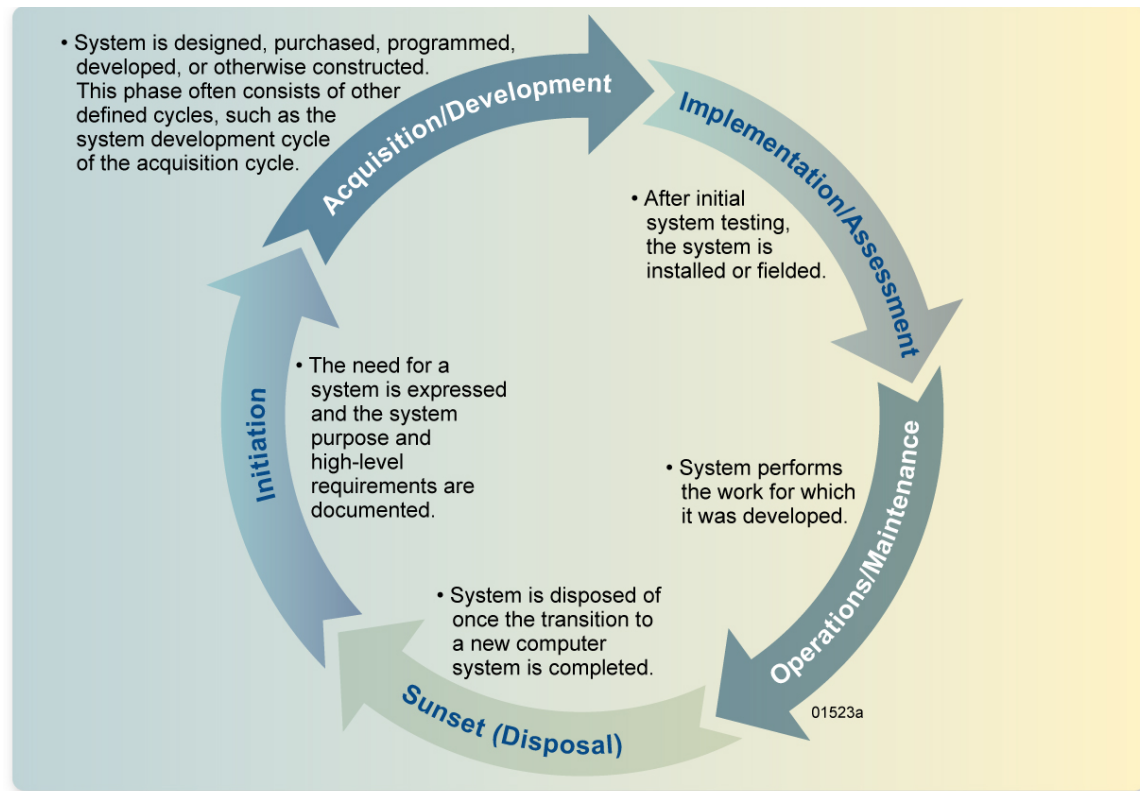 • System is designed, purchased, programmed,
developed, or otherwise constructed.
This phase often consists of other
defined cycles, such as the
system development cycle
of the acquisition cycle.
Acquisition/Development
Implementation/Assessment
• After initial
system testing,
the system is
installed or fielded.
Initiation
• The need for a
system is expressed
and the system
purpose and
high-level
requirements are
documented.
• System performs
the work for which
it was developed.
Operations/Maintenance
• System is disposed of
once the transition to
a new computer
system is completed.
Sunset (Disposal)
01523a